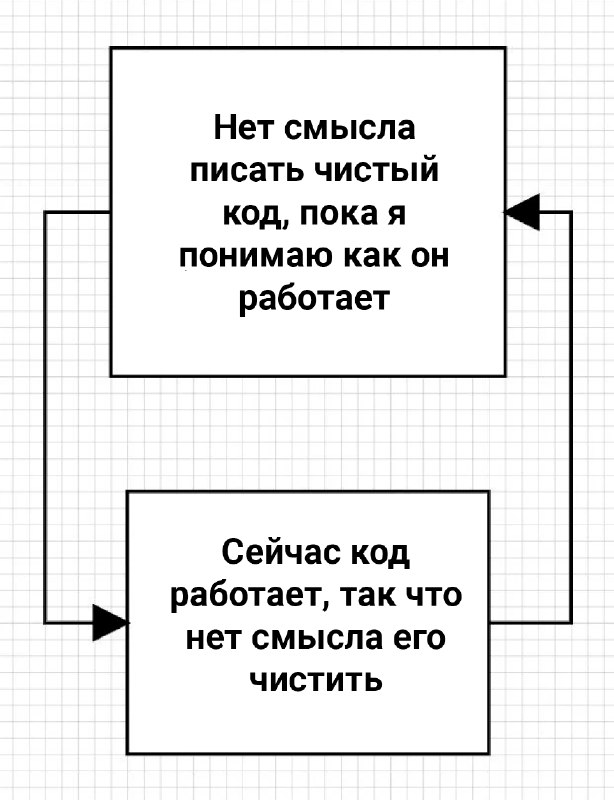 Нет смысла
писать чистый
код, пока я
понимаю как он
работает
Сейчас код
работает, так что
нет смысла его
чистить